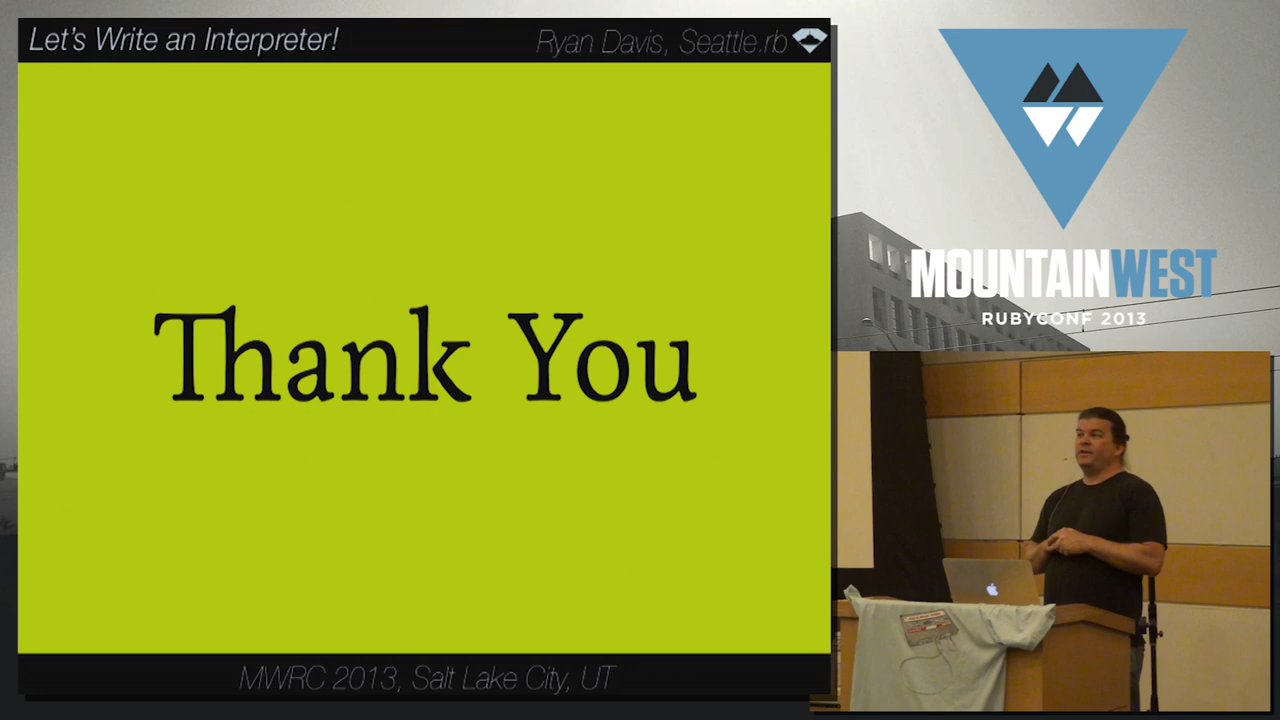 Let's Write an Interpreter!
Ryan Davis, Seattle.rb
Thank You
MWRC 2013, Salt Lake City, UT
MOUNTAINWEST
RUBYCONF 2013